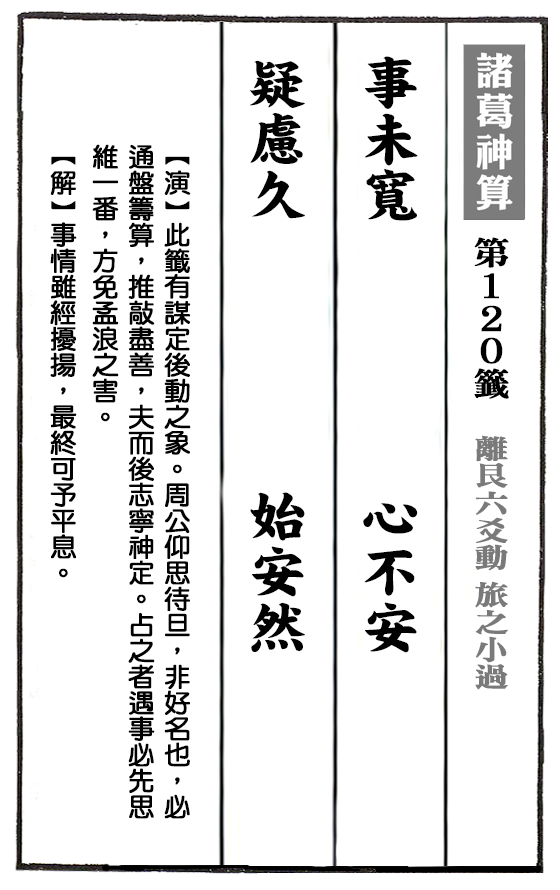 諸葛神算 第120籤 離艮六爻動 旅之小過
事未寬 心不安
疑慮久 始安然
【演】此籤有謀定後動之象。周公仰思待旦，非好名也，必
通盤籌算，推敲盡善，夫而後志寧神定。占之者遇事必先思
維一番，方免孟浪之害。
【解】事情雖經擾揚，最終可予平息。